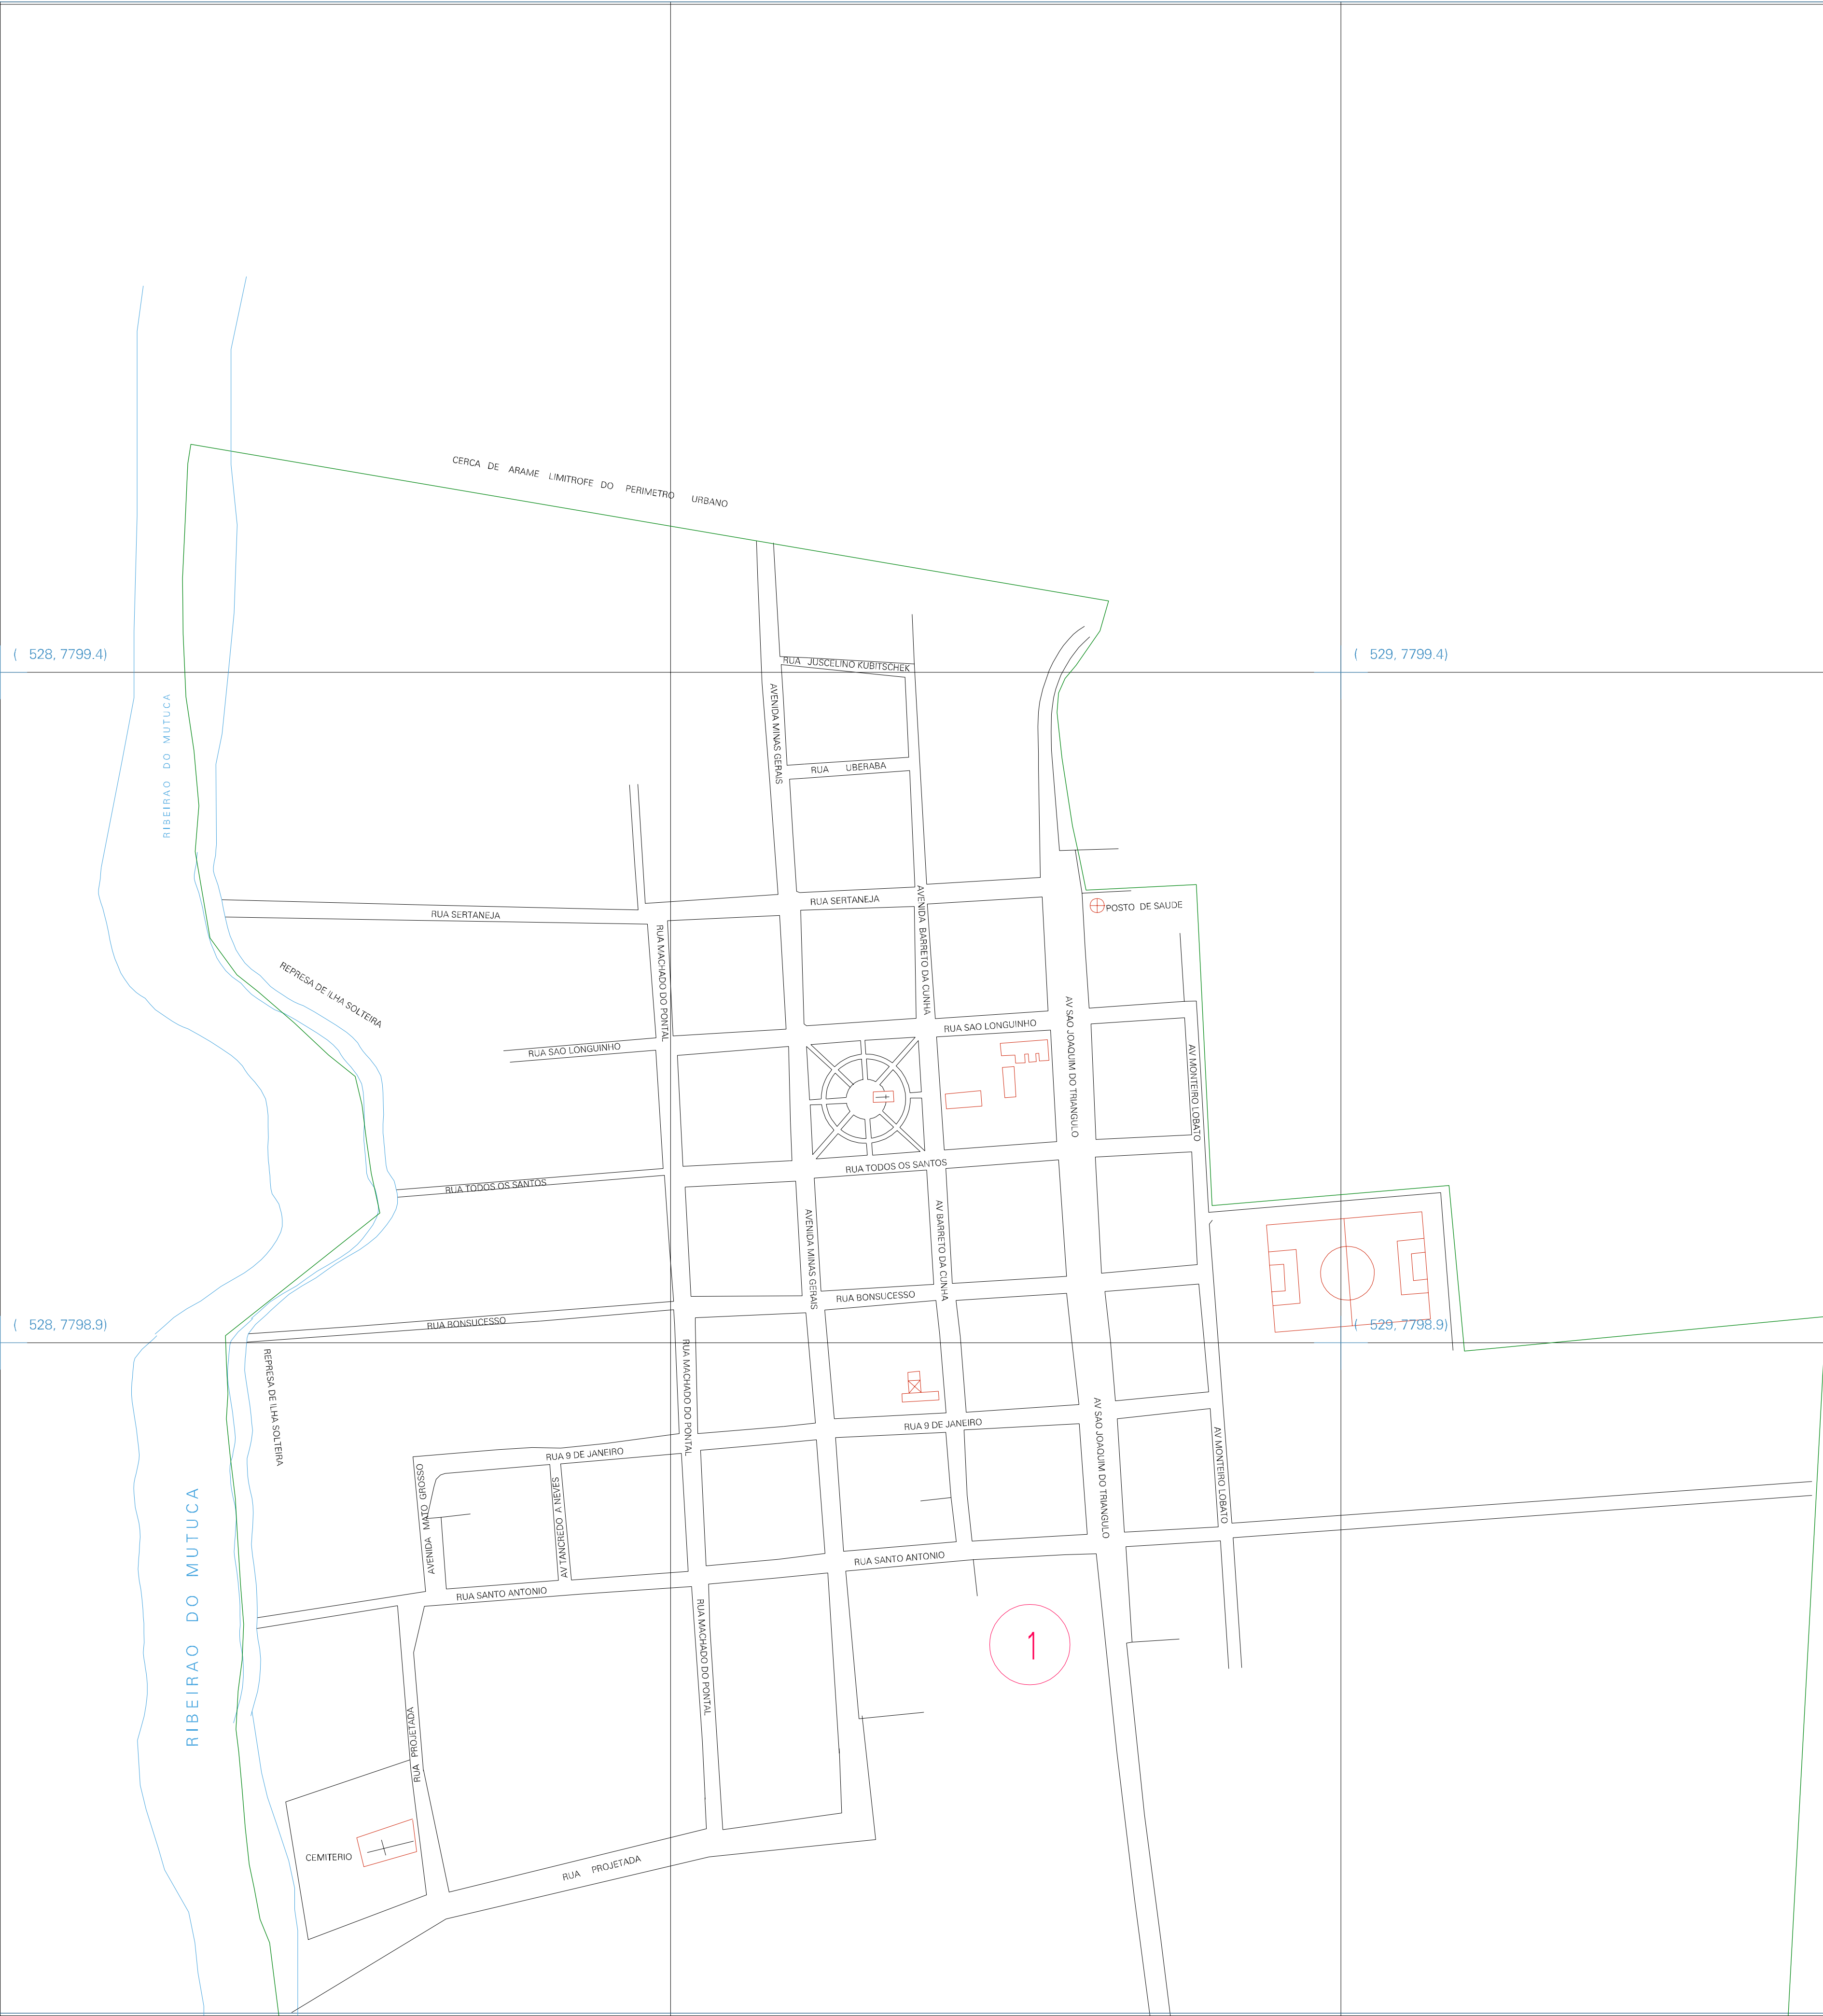 CERCA DE ARAME LIMITROFE DO PERIMETRO URBANO
( 528, 7799.4)
( 529, 7799.4)
RUA JUSCELINO KUBITSCHEK
RIBEIRAO DO MUTUCA
AVENIDA MINAS GERAIS
RUA UBERABA
RUA SERTANEJA
RUA SERTANEJA
AVENIDA BARRETO DA CUNHA
POSTO DE SAUDE
RUA MACHADO DO PONTAL
REPRESA DE ILHA SOLTEIRA
AV SAO JOAQUIM DO TRIANGULO
RUA SAO LONGUINHO
RUA SAO LONGUINHO
AV MONTEIRO LOBATO
RUA TODOS OS SANTOS
RUA TODOS OS SANTOS
AVENIDA MINAS GERAIS
AV BARRETO DA CUNHA
RUA BONSUCESSO
RUA BONSUCESSO
( 528, 7798.9)
( 529, 7798.9)
REPRESA DE ILHA SOLTEIRA
RUA MACHADO DO PONTAL
AV SAO JOAQUIM DO TRIANGULO
RUA 9 DE JANEIRO
RUA 9 DE JANEIRO
AV MONTEIRO LOBATO
AVENIDA MATO GROSSO
AV TANCREDO A NEVES
RIBEIRAO DO MUTUCA
RUA SANTO ANTONIO
RUA SANTO ANTONIO
RUA MACHADO DO PONTAL
1
RUA PROJETADA
CEMITERIO
RUA PROJETADA